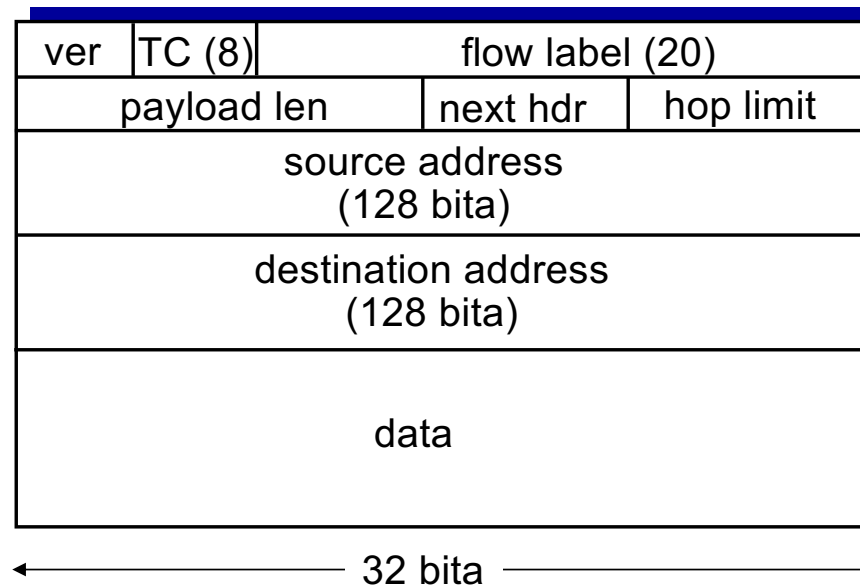 ver TC (8) flow label (20)
payload len next hdr hop limit
source address
(128 bita)
destination address
(128 bita)
data
32 bita